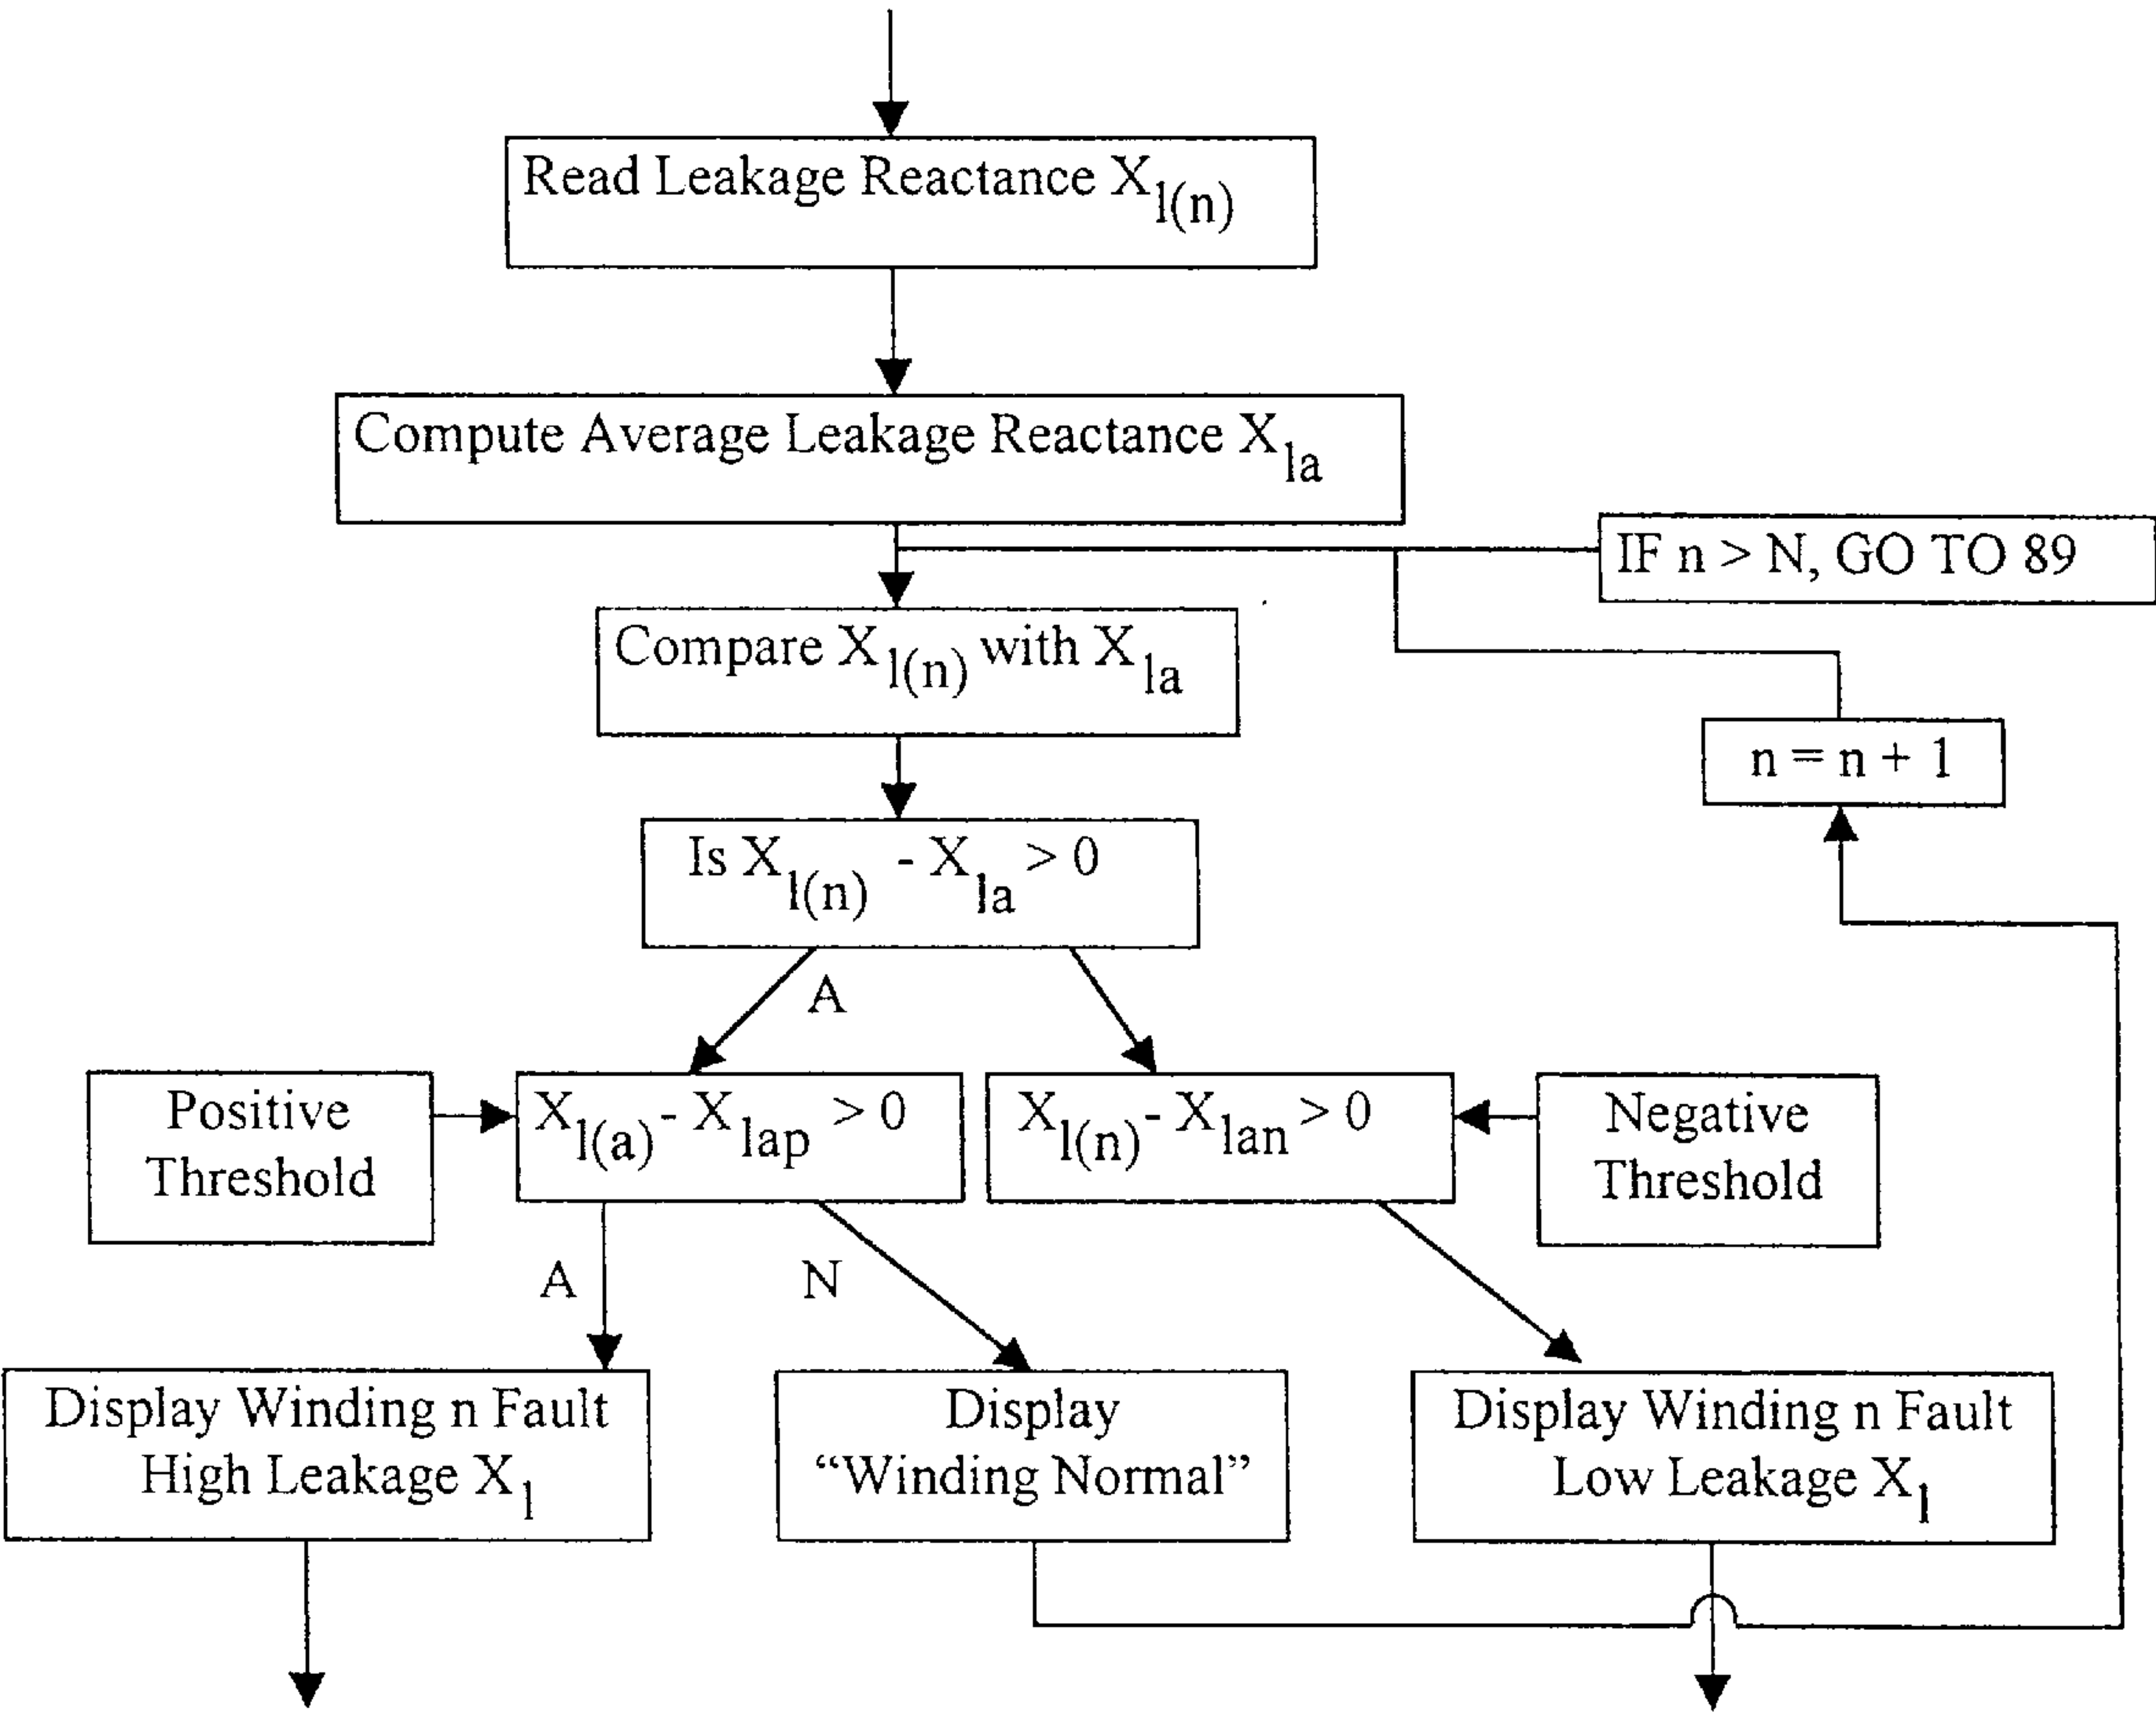 Read Leakage Reactance X l(n)
Compute Average Leakage Reactance X la
IF n > N, GO TO 89
Compare X l(n) with X la
n = n + 1
Is X l(n) - X la > 0
A
Positive
Threshold
X l(a) - X lap > 0
X l(n) - X lan > 0
Negative
Threshold
A
N
Display Winding n Fault
High Leakage X l
Display
“Winding Normal”
Display Winding n Fault
Low Leakage X l